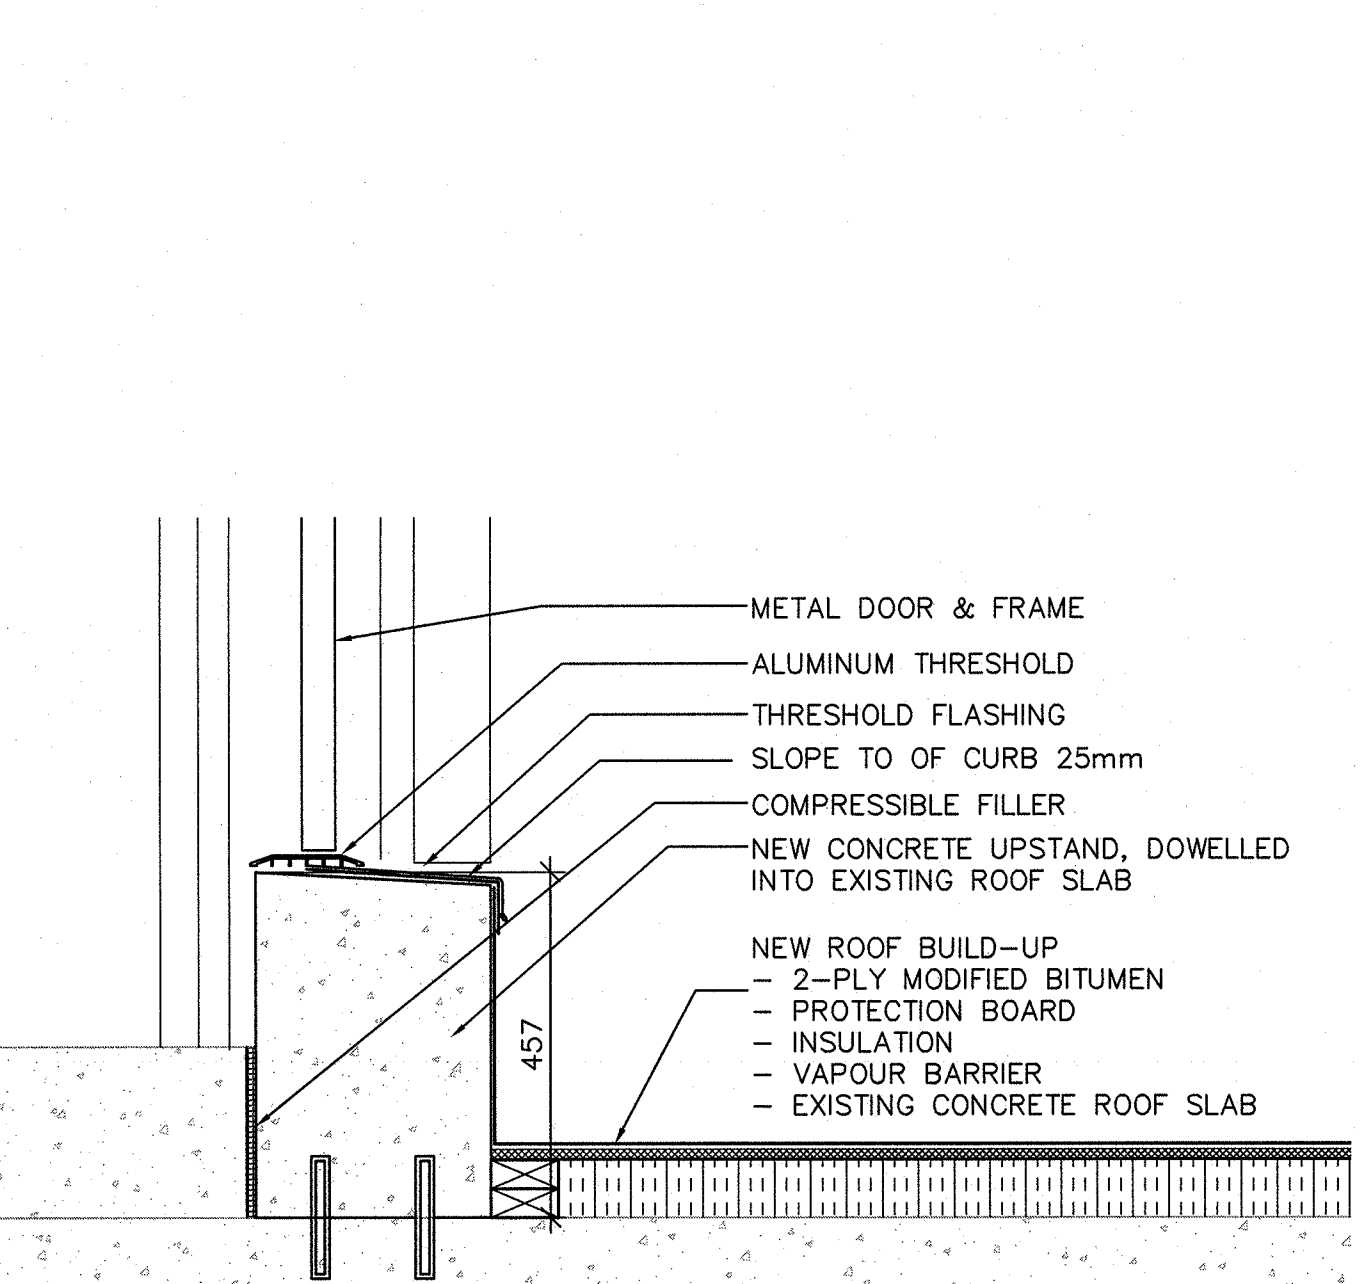 METAL DOOR & FRAME
ALUMINUM THRESHOLD
THRESHOLD FLASHING
SLOPE TO OF CURB 25mm
COMPRESSIBLE FILLER
NEW CONCRETE UPSTAND, DOWELLED
INTO EXISTING ROOF SLAB
NEW ROOF BUILD-UP
- 2-PLY MODIFIED BITUMEN
- PROTECTION BOARD
- INSULATION
- VAPOUR BARRIER
- EXISTING CONCRETE ROOF SLAB
457